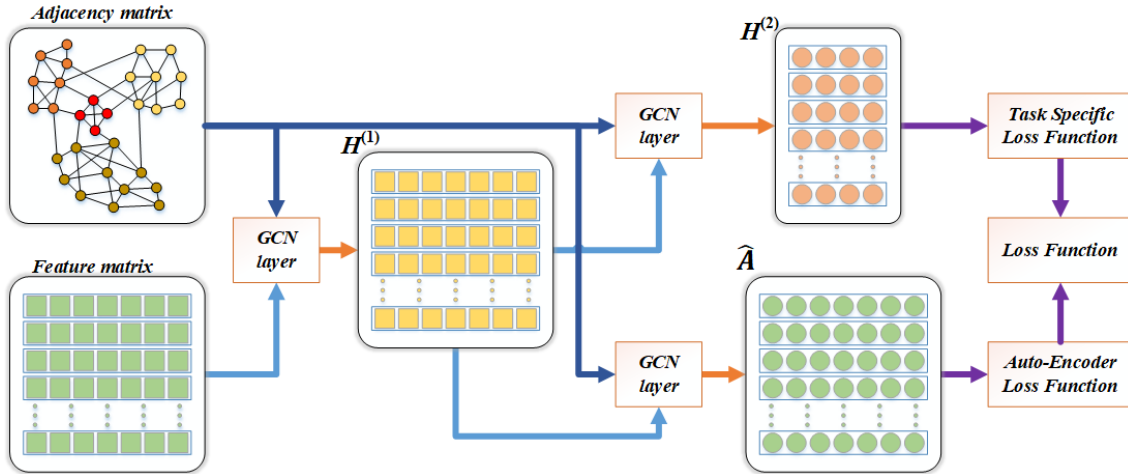 Adjacency matrix
H(2)
GCN
layer
Task Specific
Loss Function
H(1)
GCN
layer
Loss Function
Feature matrix
Â
GCN
layer
Auto-Encoder
Loss Function